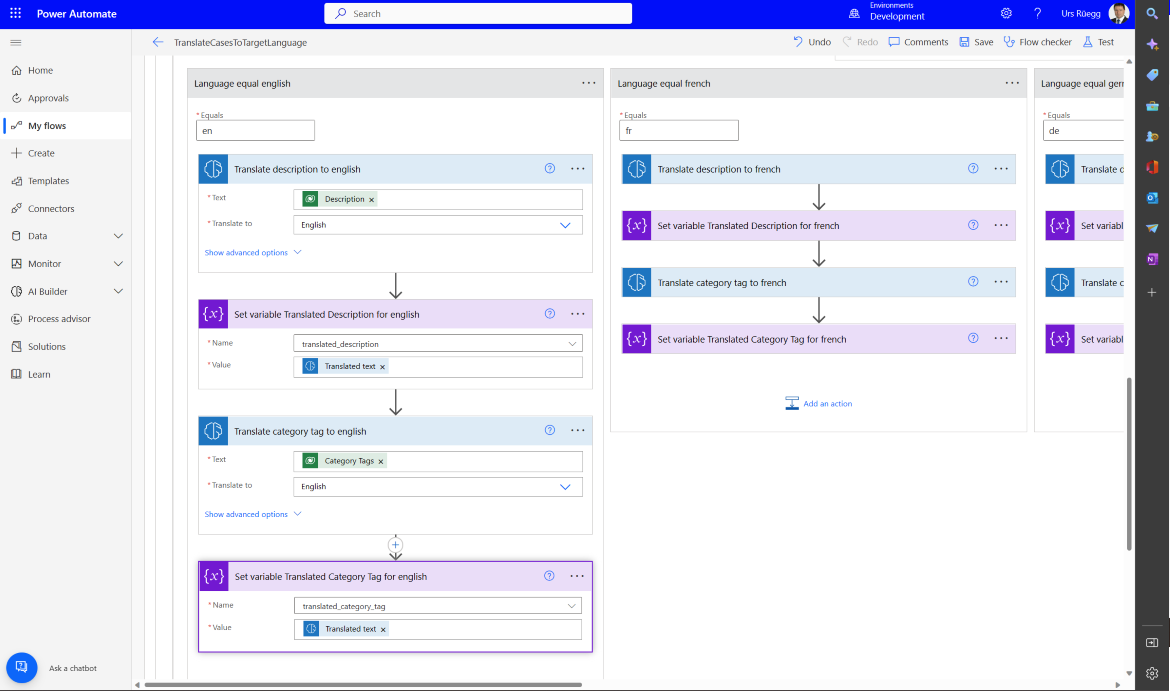 Power Automate
Search
Environments
Development
Urs Rüegg
TranslateCasesToTargetLanguage
Undo
Redo
Comments
Save
Flow checker
Test
Home
Approvals
My flows
Create
Templates
Connectors
Data
Monitor
AI Builder
Process advisor
Solutions
Learn
Ask a chatbot
Language equal english
* Equals
en
Translate description to english
* Text
Description ×
* Translate to
English
Show advanced options
{x} Set variable Translated Description for english
* Name
translated_description
* Value
Translated text ×
Translate category tag to english
* Text
Category Tags ×
* Translate to
English
Show advanced options
{x} Set variable Translated Category Tag for english
* Name
translated_category_tag
* Value
Translated text ×
Language equal french
* Equals
fr
Translate description to french
{x} Set variable Translated Description for french
Translate category tag to french
{x} Set variable Translated Category Tag for french
Add an action
Language equal ger
* Equals
de
Translate
{x} Set variabl
Translate
{x} Set variabl